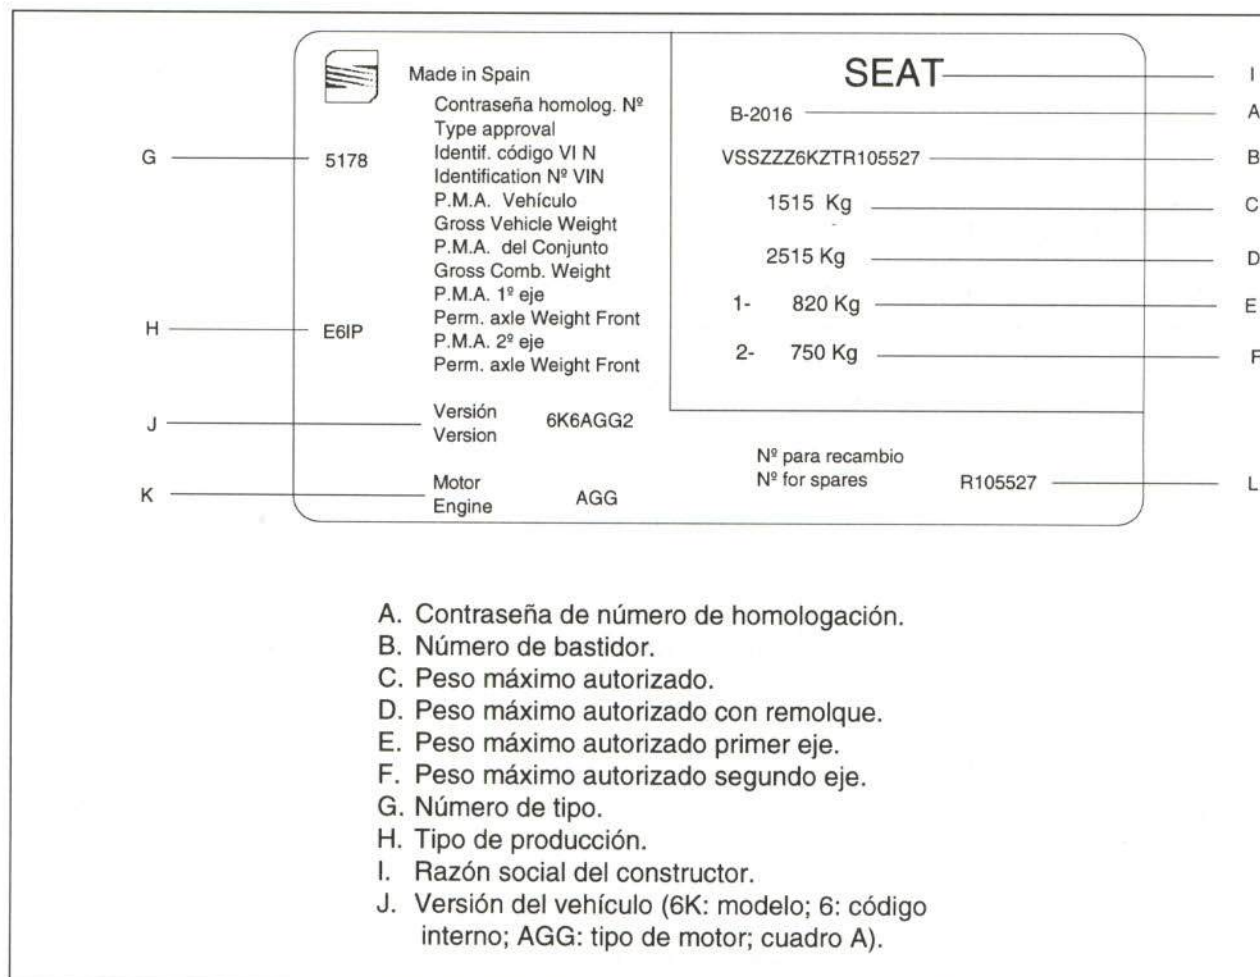 Made in Spain
SEAT
I
Contraseña homolog. Nº
Type approval
B-2016
A
G
5178
Identif. código VI N
Identification Nº VIN
VSSZZZ6KZTR105527
B
P.M.A. Vehículo
Gross Vehicle Weight
1515 Kg
C
P.M.A. del Conjunto
Gross Comb. Weight
2515 Kg
D
P.M.A. 1º eje
Perm. axle Weight Front
1- 820 Kg
E
H
E6IP
P.M.A. 2º eje
Perm. axle Weight Front
2- 750 Kg
F
J
Versión
Version
6K6AGG2
K
Motor
Engine
AGG
Nº para recambio
Nº for spares
R105527
L
A. Contraseña de número de homologación.
B. Número de bastidor.
C. Peso máximo autorizado.
D. Peso máximo autorizado con remolque.
E. Peso máximo autorizado primer eje.
F. Peso máximo autorizado segundo eje.
G. Número de tipo.
H. Tipo de producción.
I. Razón social del constructor.
J. Versión del vehículo (6K: modelo; 6: código
interno; AGG: tipo de motor; cuadro A).